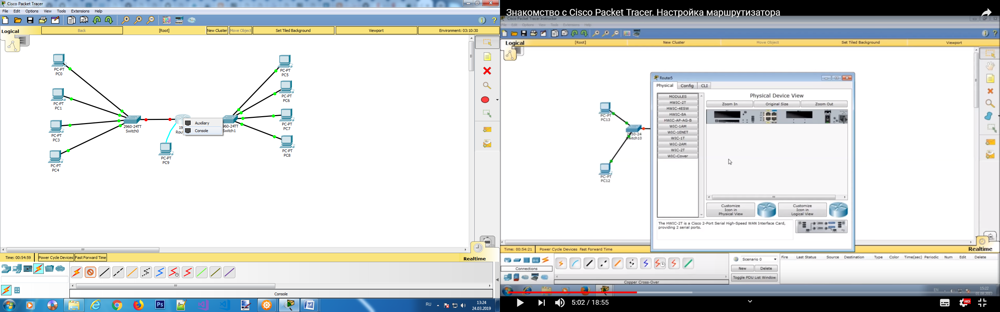 Cisco Packet Tracer
File Edit Options View Tools Extensions Help
Logical
Back
[Root]
New Cluster
Move Object
Set Tiled Background
Viewport
Environment: 03:10:30
PC-PT
PC0
PC-PT
PC1
PC-PT
PC3
PC-PT
PC4
2960-24TT
Switch0
19
Rout
Auxiliary
Console
960-24TT
Switch1
PC-PT
PC9
PC-PT
PC5
PC-PT
PC6
PC-PT
PC7
PC-PT
PC8
Realtime
Time: 00:54:59
Power Cycle Devices
Fast Forward Time
Console
RU
13:24
24.03.2019
Знакомство с Cisco Packet Tracer. Настройка маршрутизатора
Cisco Packet Tracer Instructor
File Edit Options View Tools Extensions Help
Logical
[Root]
New Cluster
Move Object
Set Tiled Background
Viewport
PC-PT
PC13
2950-24
Switch10
PC-PT
PC12
Router5
Physical
Config
CLI
MODULES
HWIC-2T
HWIC-4ESW
HWIC-8A
HWIC-AP-AG-B
WIC-1AM
WIC-1ENET
WIC-1T
WIC-2AM
WIC-2T
WIC-Cover
Physical Device View
Zoom In
Original Size
Zoom Out
Customize
Icon in
Physical View
Customize
Icon in
Logical View
The HWIC-2T is a Cisco 2-Port Serial High-Speed WAN Interface Card,
providing 2 serial ports.
Time: 00:54:21
Power Cycle Devices Fast Forward Time
Realtime
Connections
Copper Cross-Over
Scenario 0
New
Delete
Toggle PDU List Window
Fire Last Status Source Destination Type Color Time(sec) Periodic Num Edit Delete
EN
15:22
01.08.2017
5:02 / 18:55
HD